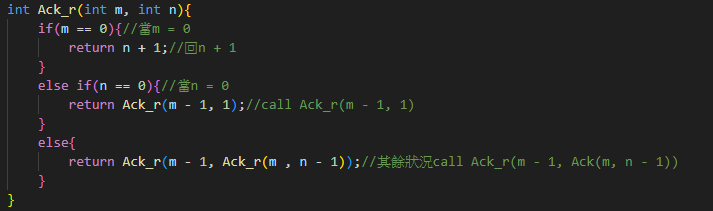 int Ack_r(int m, int n){
    if(m == 0){//當m = 0
        return n + 1;//回n + 1
    }
    else if(n == 0){//當n = 0
        return Ack_r(m - 1, 1);//call Ack_r(m - 1, 1)
    }
    else{
        return Ack_r(m - 1, Ack_r(m , n - 1));//其餘狀況call Ack_r(m - 1, Ack(m, n - 1))
    }
}